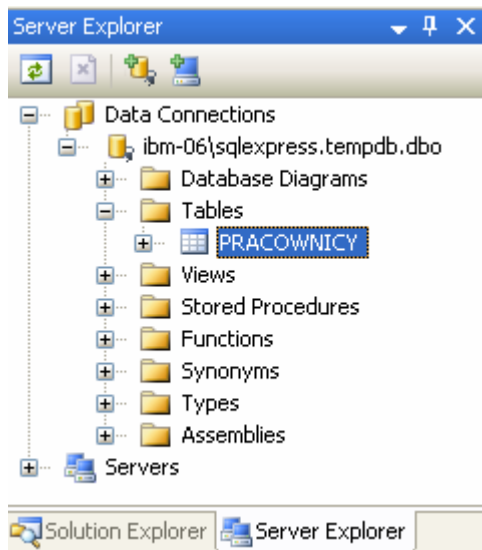 Server Explorer
Data Connections
ibm-06\sqlexpress.tempdb.dbo
Database Diagrams
Tables
PRACOWNICY
Views
Stored Procedures
Functions
Synonyms
Types
Assemblies
Servers
Solution Explorer Server Explorer